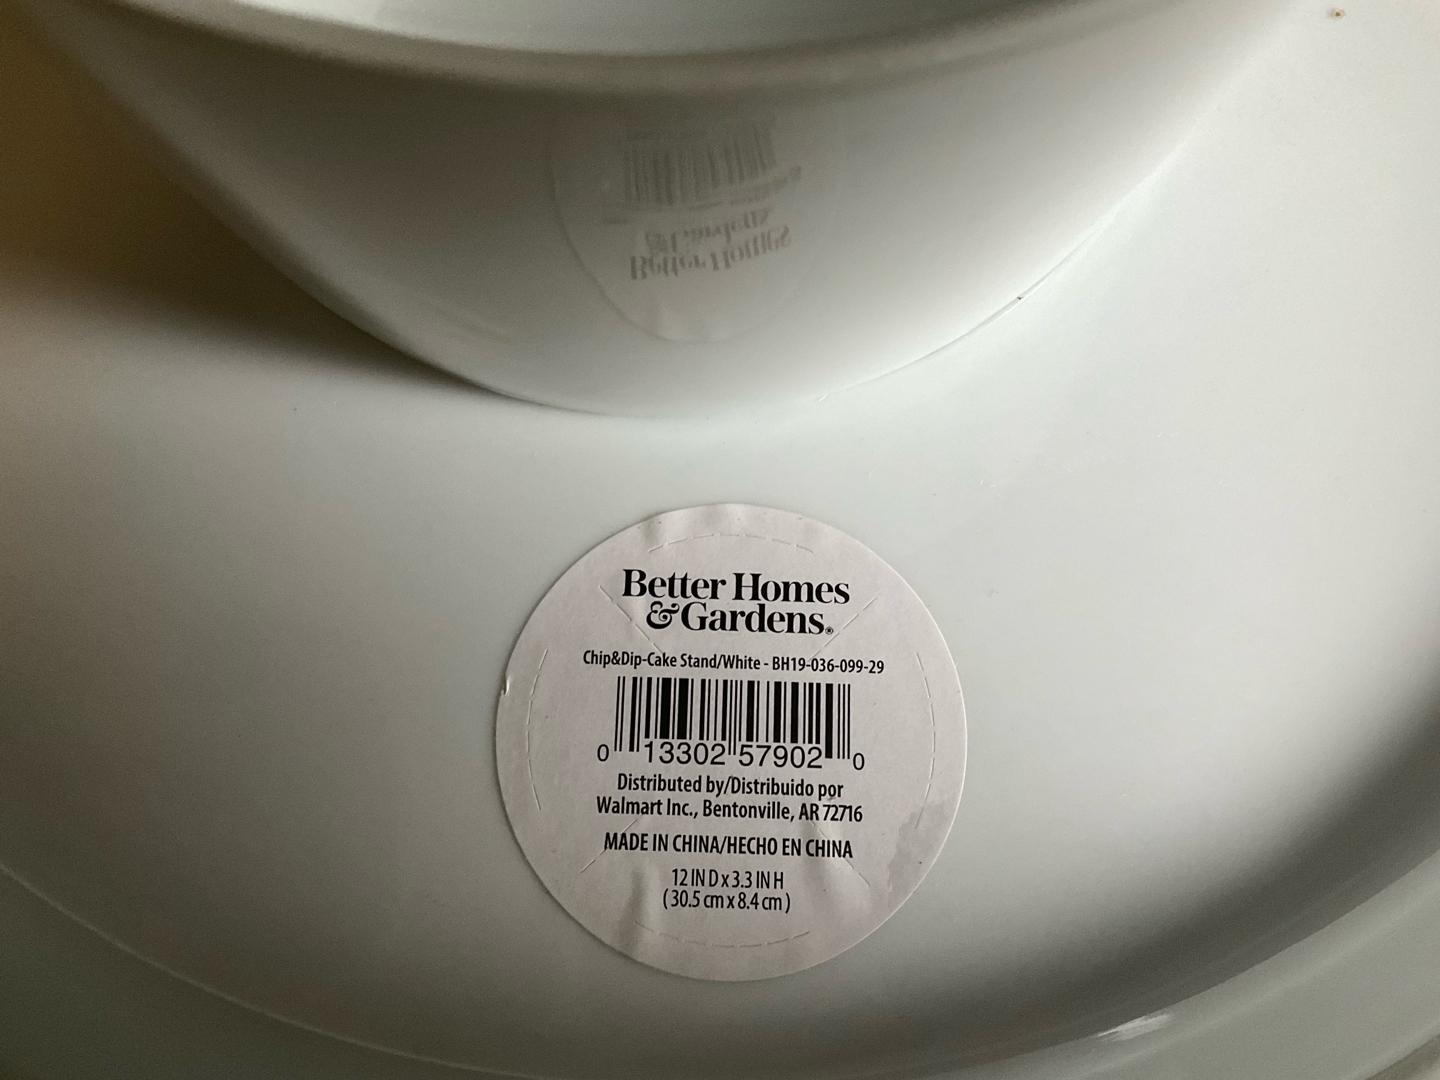 Better Homes
& Gardens®
Chip&Dip-Cake Stand/White - BH19-036-099-29
0 13302 57902 0
Distributed by/Distribuido por
Walmart Inc., Bentonville, AR 72716
MADE IN CHINA/HECHO EN CHINA
12 IN D x 3.3 IN H
( 30.5 cm x 8.4 cm )